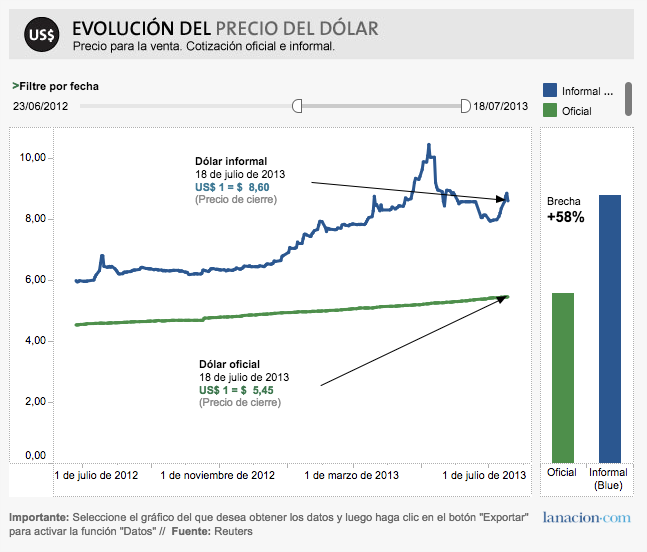 US$
EVOLUCIÓN DEL PRECIO DEL DÓLAR
Precio para la venta. Cotización oficial e informal.
>Filtre por fecha
23/06/2012
18/07/2013
Informal ...
Oficial
10,00
8,00
6,00
4,00
2,00
0,00
Dólar informal
18 de julio de 2013
US$ 1 = $ 8,60
(Precio de cierre)
Dólar oficial
18 de julio de 2013
US$ 1 = $ 5,45
(Precio de cierre)
1 de julio de 2012
1 de noviembre de 2012
1 de marzo de 2013
1 de julio de 2013
Brecha
+58%
Oficial
Informal
(Blue)
Importante: Seleccione el gráfico del que desea obtener los datos y luego haga clic en el botón "Exportar"
para activar la función "Datos" // Fuente: Reuters
lanacion.com